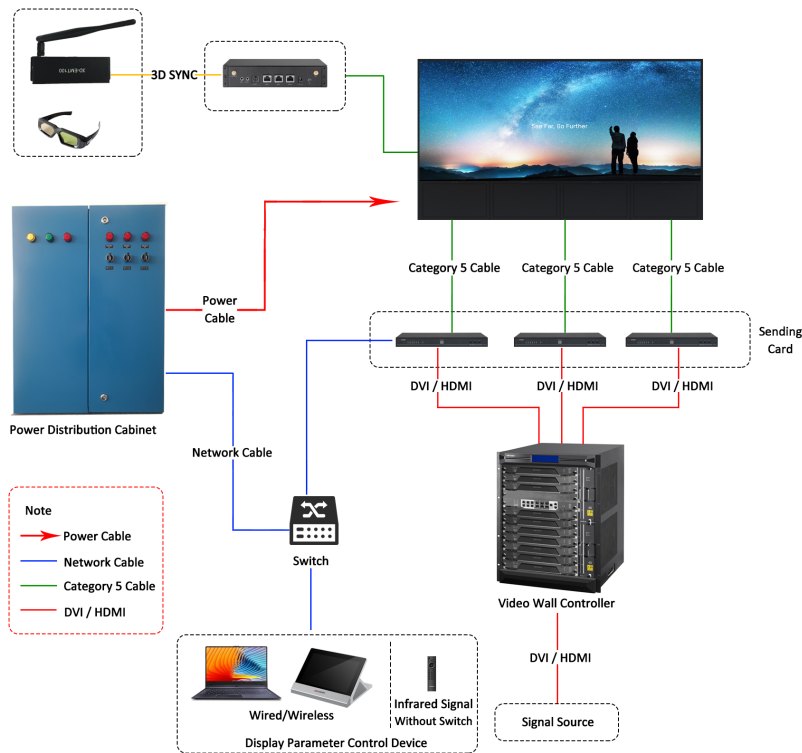 3D-EMT100
3D SYNC
See Far, Go Further
Category 5 Cable
Category 5 Cable
Category 5 Cable
Power
Cable
Sending
Card
DVI / HDMI
DVI / HDMI
DVI / HDMI
Power Distribution Cabinet
Network Cable
Note
Power Cable
Network Cable
Category 5 Cable
DVI / HDMI
Switch
Video Wall Controller
DVI / HDMI
Wired/Wireless
Infrared Signal
Without Switch
Display Parameter Control Device
Signal Source